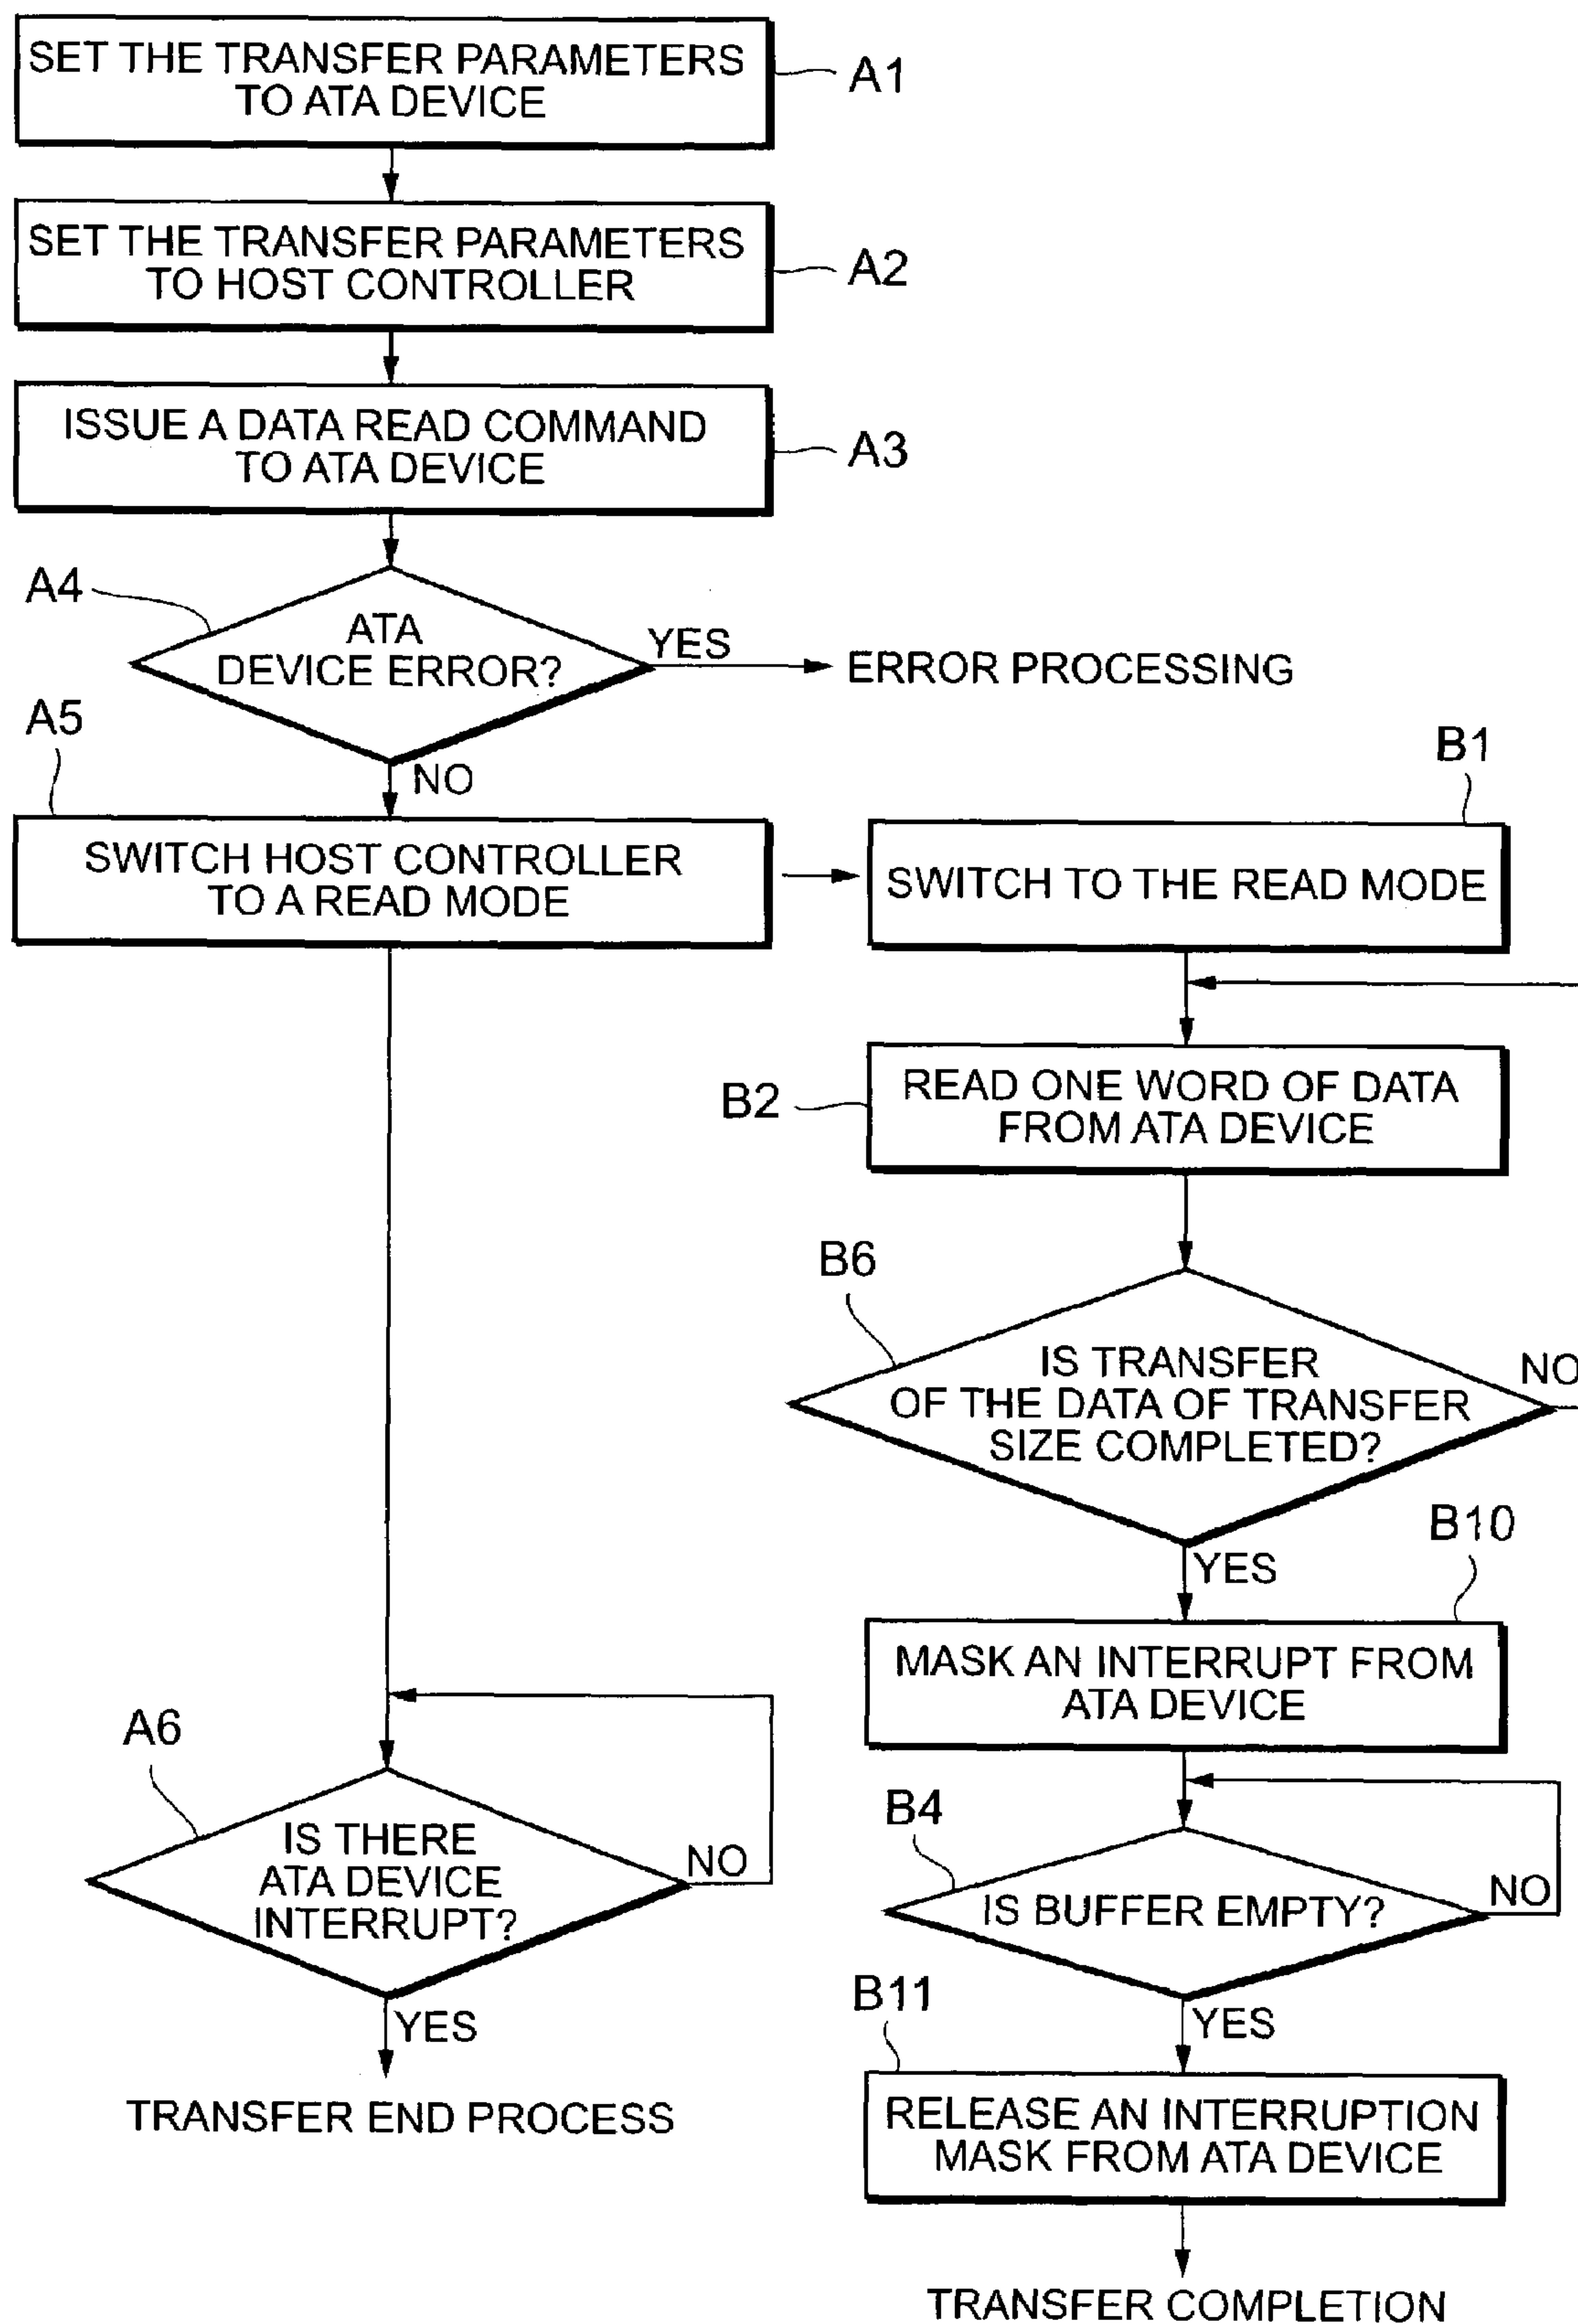 SET THE TRANSFER PARAMETERS
TO ATA DEVICE
A1
SET THE TRANSFER PARAMETERS
TO HOST CONTROLLER
A2
ISSUE A DATA READ COMMAND
TO ATA DEVICE
A3
A4
ATA
DEVICE ERROR?
YES
ERROR PROCESSING
NO
A5
SWITCH HOST CONTROLLER
TO A READ MODE
B1
SWITCH TO THE READ MODE
B2
READ ONE WORD OF DATA
FROM ATA DEVICE
B6
IS TRANSFER
OF THE DATA OF TRANSFER
SIZE COMPLETED?
NO
YES
B10
MASK AN INTERRUPT FROM
ATA DEVICE
A6
IS THERE
ATA DEVICE
INTERRUPT?
NO
YES
TRANSFER END PROCESS
B4
IS BUFFER EMPTY?
NO
YES
B11
RELEASE AN INTERRUPTION
MASK FROM ATA DEVICE
TRANSFER COMPLETION